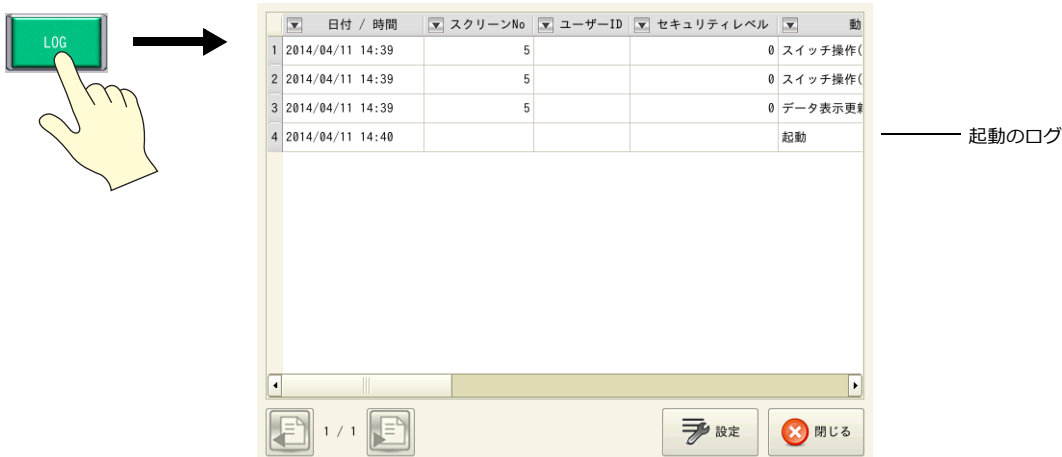 LOG
日付 / 時間 スクリーンNo ユーザーID セキュリティレベル 動
1 2014/04/11 14:39 5 0 スイッチ操作(
2 2014/04/11 14:39 5 0 スイッチ操作(
3 2014/04/11 14:39 5 0 データ表示更新
4 2014/04/11 14:40 起動
起動のログ
1 / 1 設定 閉じる